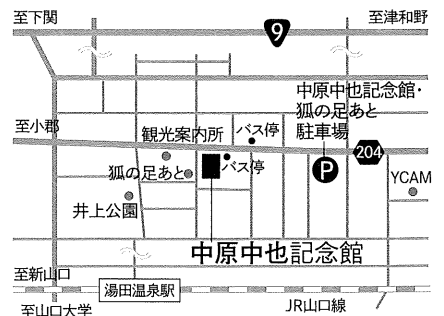 至下関
至津和野
9
中原中也記念館・
狐の足あと
駐車場
至小郡
観光案内所
バス停
204
狐の足あと
バス停
P
YCAM
井上公園
中原中也記念館
至新山口
湯田温泉駅
至山口大学
JR山口線